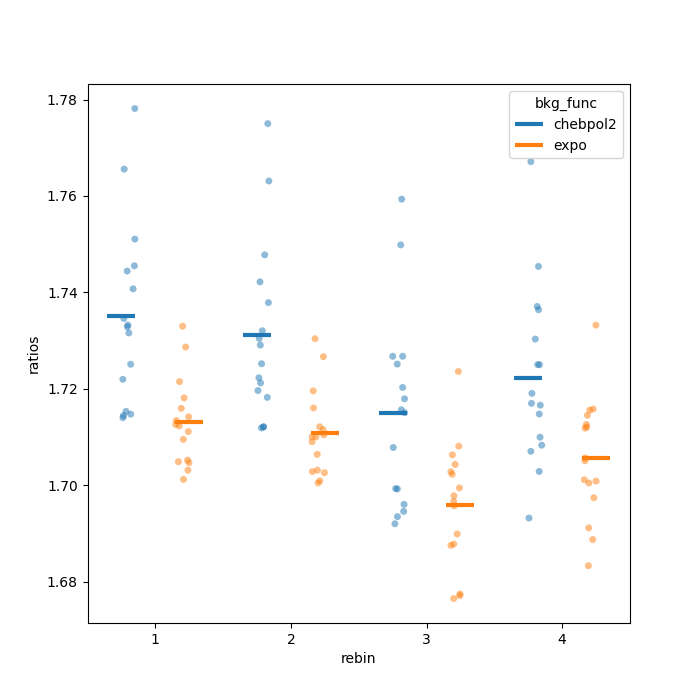 bkg_func
chebpol2
expo
1.78
1.76
1.74
1.72
1.70
1.68
ratios
1 2 3 4
rebin